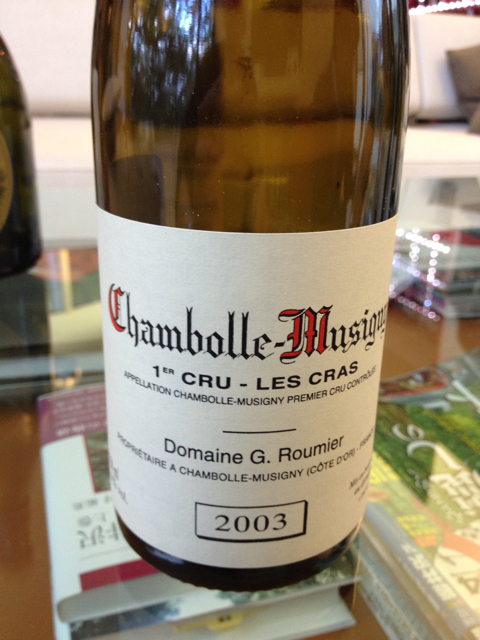 Chambolle-Musigny
1ER CRU - LES CRAS
APPELLATION CHAMBOLLE-MUSIGNY PREMIER CRU CONTRÔLÉE
Domaine G. Roumier
PROPRIÉTAIRE A CHAMBOLLE-MUSIGNY (CÔTE D'OR) -
2003